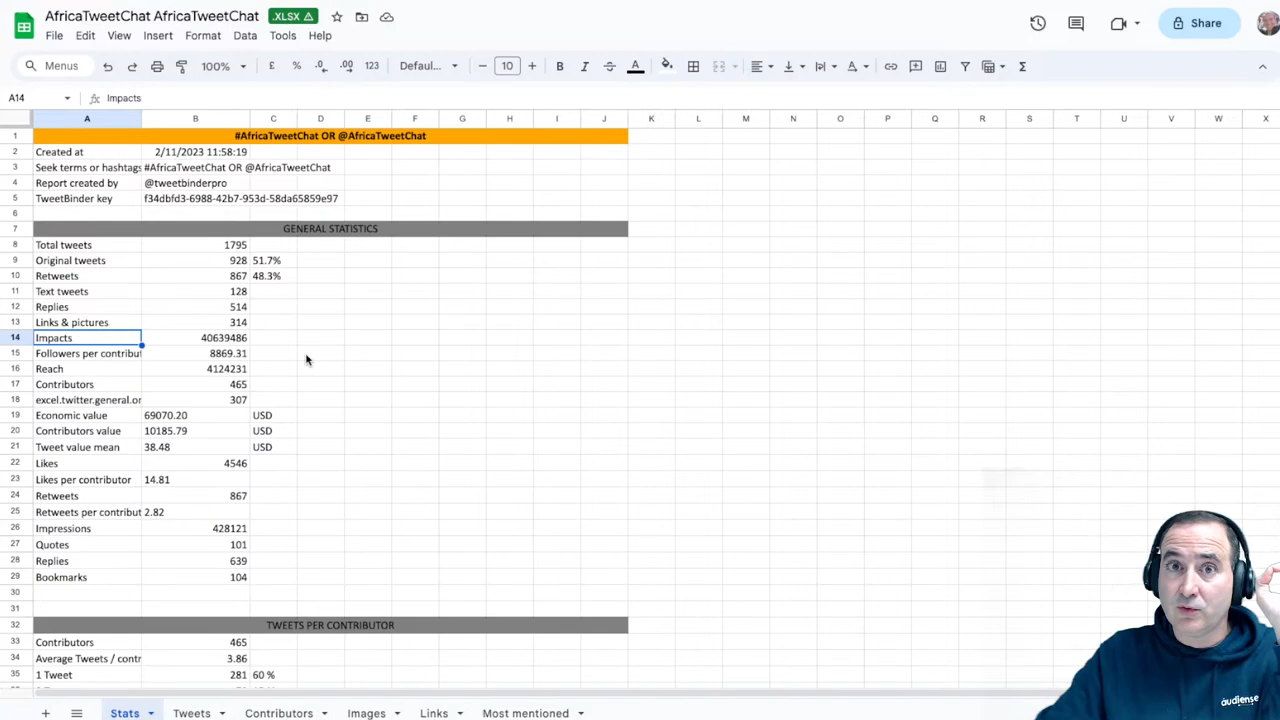 AfricaTweetChat AfricaTweetChat .XLSX
File Edit View Insert Format Data Tools Help
Share
Menus 100% £ % .0 .00 123 Defaul... 10 B I A
A14 fx Impacts
A B C D E F G H I J K L M N O P Q R S T U V W X
1 #AfricaTweetChat OR @AfricaTweetChat
2 Created at 2/11/2023 11:58:19
3 Seek terms or hashtags #AfricaTweetChat OR @AfricaTweetChat
4 Report created by @tweetbinderpro
5 TweetBinder key f34dbfd3-6988-42b7-953d-58da65859e97
6
7 GENERAL STATISTICS
8 Total tweets 1795
9 Original tweets 928 51.7%
10 Retweets 867 48.3%
11 Text tweets 128
12 Replies 514
13 Links & pictures 314
14 Impacts 40639486
15 Followers per contribut 8869.31
16 Reach 4124231
17 Contributors 465
18 excel.twitter.general.or 307
19 Economic value 69070.20 USD
20 Contributors value 10185.79 USD
21 Tweet value mean 38.48 USD
22 Likes 4546
23 Likes per contributor 14.81
24 Retweets 867
25 Retweets per contribut 2.82
26 Impressions 428121
27 Quotes 101
28 Replies 639
29 Bookmarks 104
30
31
32 TWEETS PER CONTRIBUTOR
33 Contributors 465
34 Average Tweets / contr 3.86
35 1 Tweet 281 60 %
audiense
Stats Tweets Contributors Images Links Most mentioned